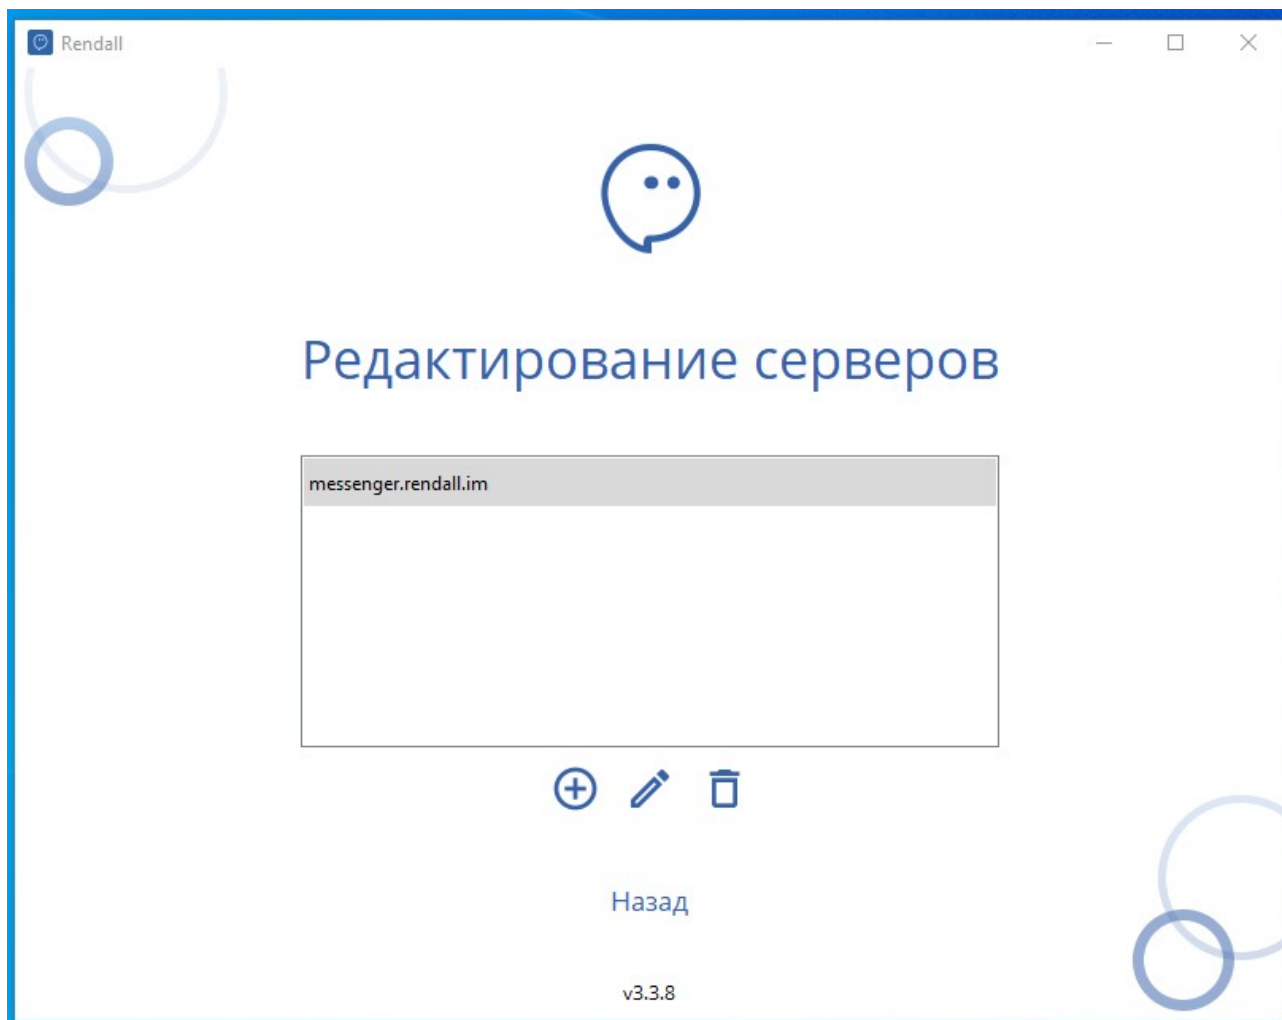 Rendall
Редактирование серверов
messenger.rendall.im
Назад
v3.3.8